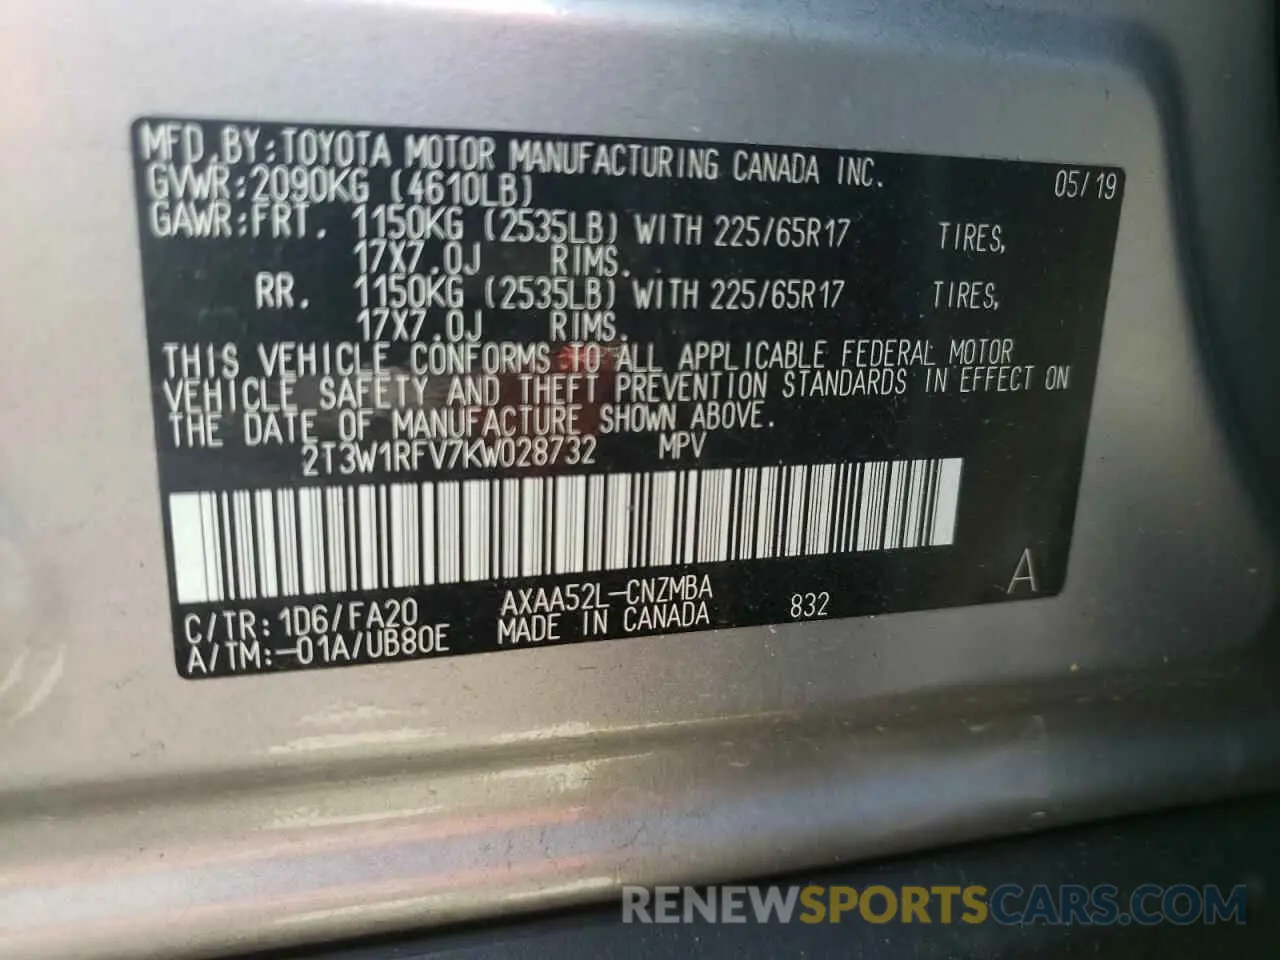 MFD.BY:TOYOTA MOTOR MANUFACTURING CANADA INC.
05/19
GVWR:2090KG (4610LB)
GAWR:FRT. 1150KG (2535LB) WITH 225/65R17 TIRES,
17X7.0J RIMS.
RR. 1150KG (2535LB) WITH 225/65R17 TIRES,
17X7.0J RIMS.
THIS VEHICLE CONFORMS TO ALL APPLICABLE FEDERAL MOTOR
VEHICLE SAFETY AND THEFT PREVENTION STANDARDS IN EFFECT ON
THE DATE OF MANUFACTURE SHOWN ABOVE.
2T3W1RFV7KW028732 MPV
A
C/TR:1D6/FA20 AXAA52L-CNZMBA 832
A/TM:-01A/UB80E MADE IN CANADA
RENEWSPORTSCARS.COM